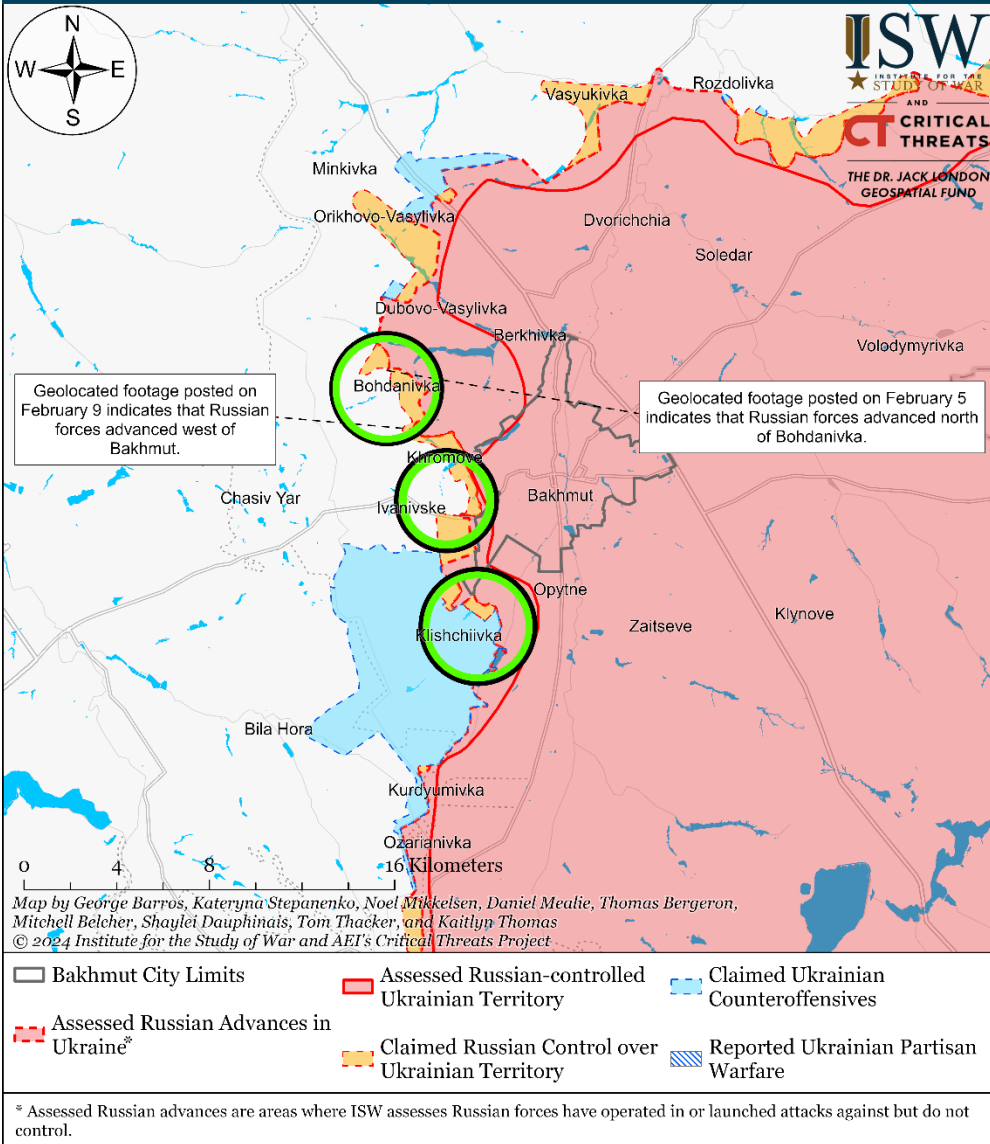 N
W
E
S
ISW
INSTITUTE FOR THE
STUDY OF WAR
AND
CT CRITICAL
THREATS
THE DR. JACK LONDON
GEOSPATIAL FUND
Vasyukivka
Rozdolivka
Minkivka
Orikhovo-Vasylivka
Dvorichchia
Soledar
Dubovo-Vasylivka
Berkhivka
Volodymyrivka
Bohdanivka
Geolocated footage posted on
February 9 indicates that Russian
forces advanced west of
Bakhmut.
Geolocated footage posted on February 5
indicates that Russian forces advanced north
of Bohdanivka.
Khromove
Chasiv Yar
Ivanivske
Bakhmut
Opytne
Klishchiivka
Zaitseve
Klynove
Bila Hora
Kurdyumivka
Ozarianivka
0 4 8 16 Kilometers
Map by George Barros, Kateryna Stepanenko, Noel Mikkelsen, Daniel Mealie, Thomas Bergeron,
Mitchell Belcher, Shaylei Dauphinais, Tom Thacker, and Kaitlyn Thomas
© 2024 Institute for the Study of War and AEI's Critical Threats Project
Bakhmut City Limits
Assessed Russian Advances in
Ukraine*
Assessed Russian-controlled
Ukrainian Territory
Claimed Russian Control over
Ukrainian Territory
Claimed Ukrainian
Counteroffensives
Reported Ukrainian Partisan
Warfare
* Assessed Russian advances are areas where ISW assesses Russian forces have operated in or launched attacks against but do not
control.